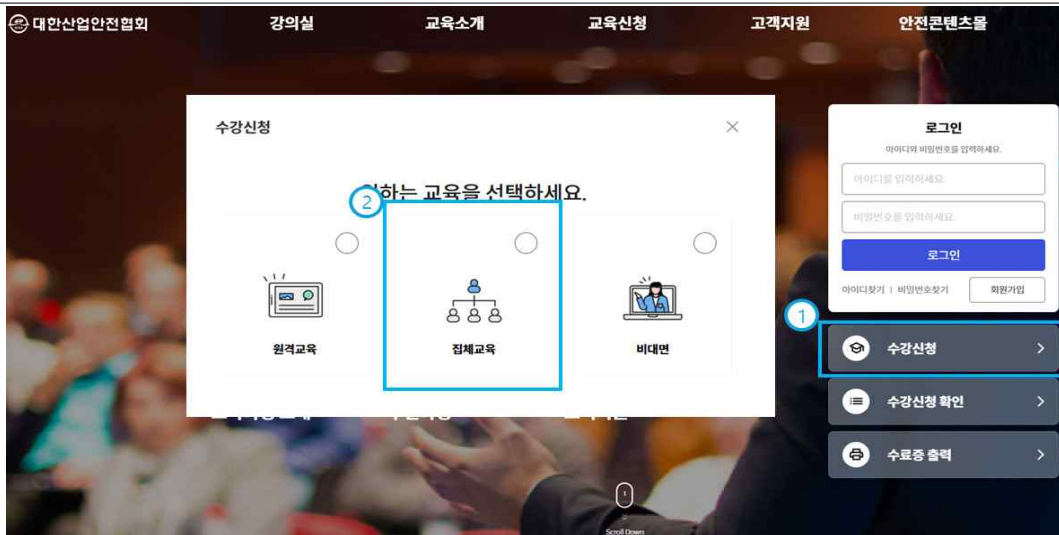 대한산업안전협회 강의실 교육소개 교육신청 고객지원 안전콘텐츠몰
수강신청
2
하는 교육을 선택하세요.
원격교육 집체교육 비대면
로그인
아이디와 비밀번호를 입력하세요.
아이디를 입력하세요.
비밀번호를 입력하세요.
로그인
아이디찾기 | 비밀번호찾기 회원가입
1
수강신청
수강신청 확인
수료증 출력
Scroll Down